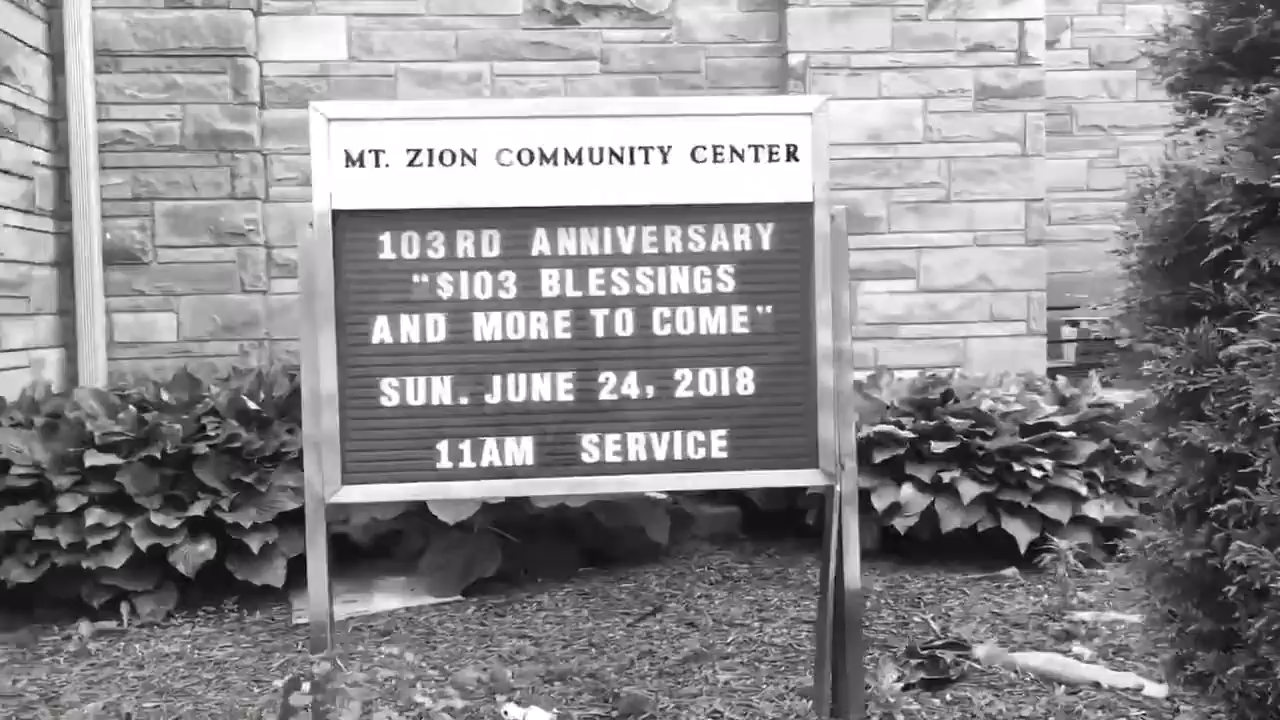 MT. ZION COMMUNITY CENTER
103RD ANNIVERSARY
"$103 BLESSINGS
AND MORE TO COME"
SUN. JUNE 24, 2018
11AM SERVICE